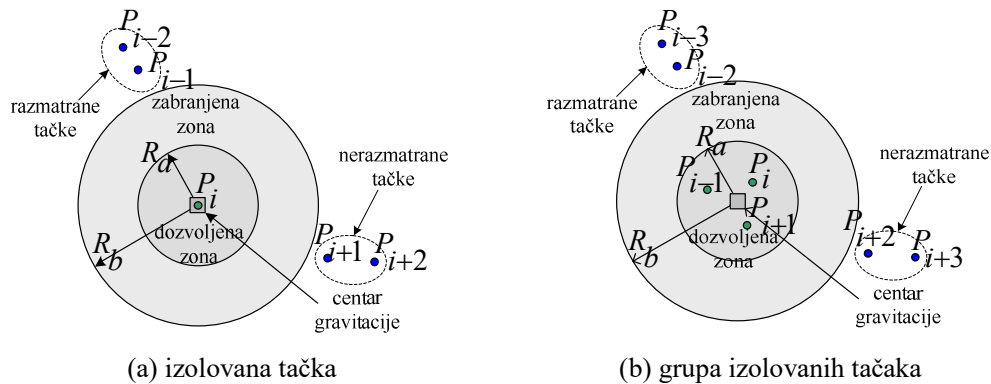 P i−2
P i−1
razmatrane
tačke
zabranjena
zona
R a
nerazmatrane
tačke
P i
dozvoljena
zona
R b
P i+1
P i+2
centar
gravitacije
(a) izolovana tačka
P i−3
P i−2
razmatrane
tačke
zabranjena
zona
R a
nerazmatrane
tačke
P i−1
P i
P i+1
dozvoljena
zona
R b
P i+2
P i+3
centar
gravitacije
(b) grupa izolovanih tačaka